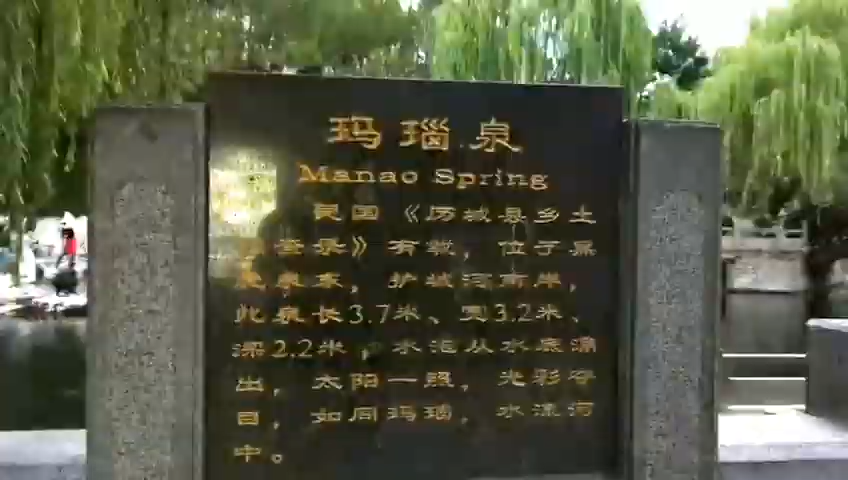 玛瑙泉
Manao Spring
民国《历城县乡土
调查录》有载，位于黑
虎泉东，护城河南岸，
此泉长3.7米、宽3.2米、
深2.2米，水泡从水底涌
出，太阳一照，光彩夺
目，如同玛瑙，水流河
中。